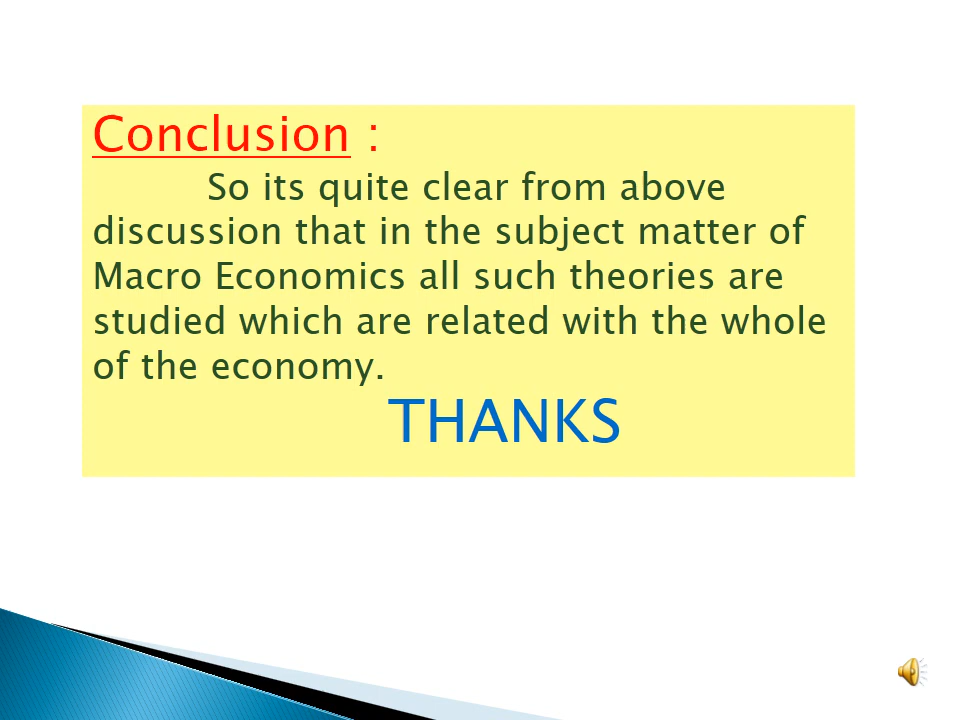 Conclusion :
So its quite clear from above
discussion that in the subject matter of
Macro Economics all such theories are
studied which are related with the whole
of the economy.
THANKS